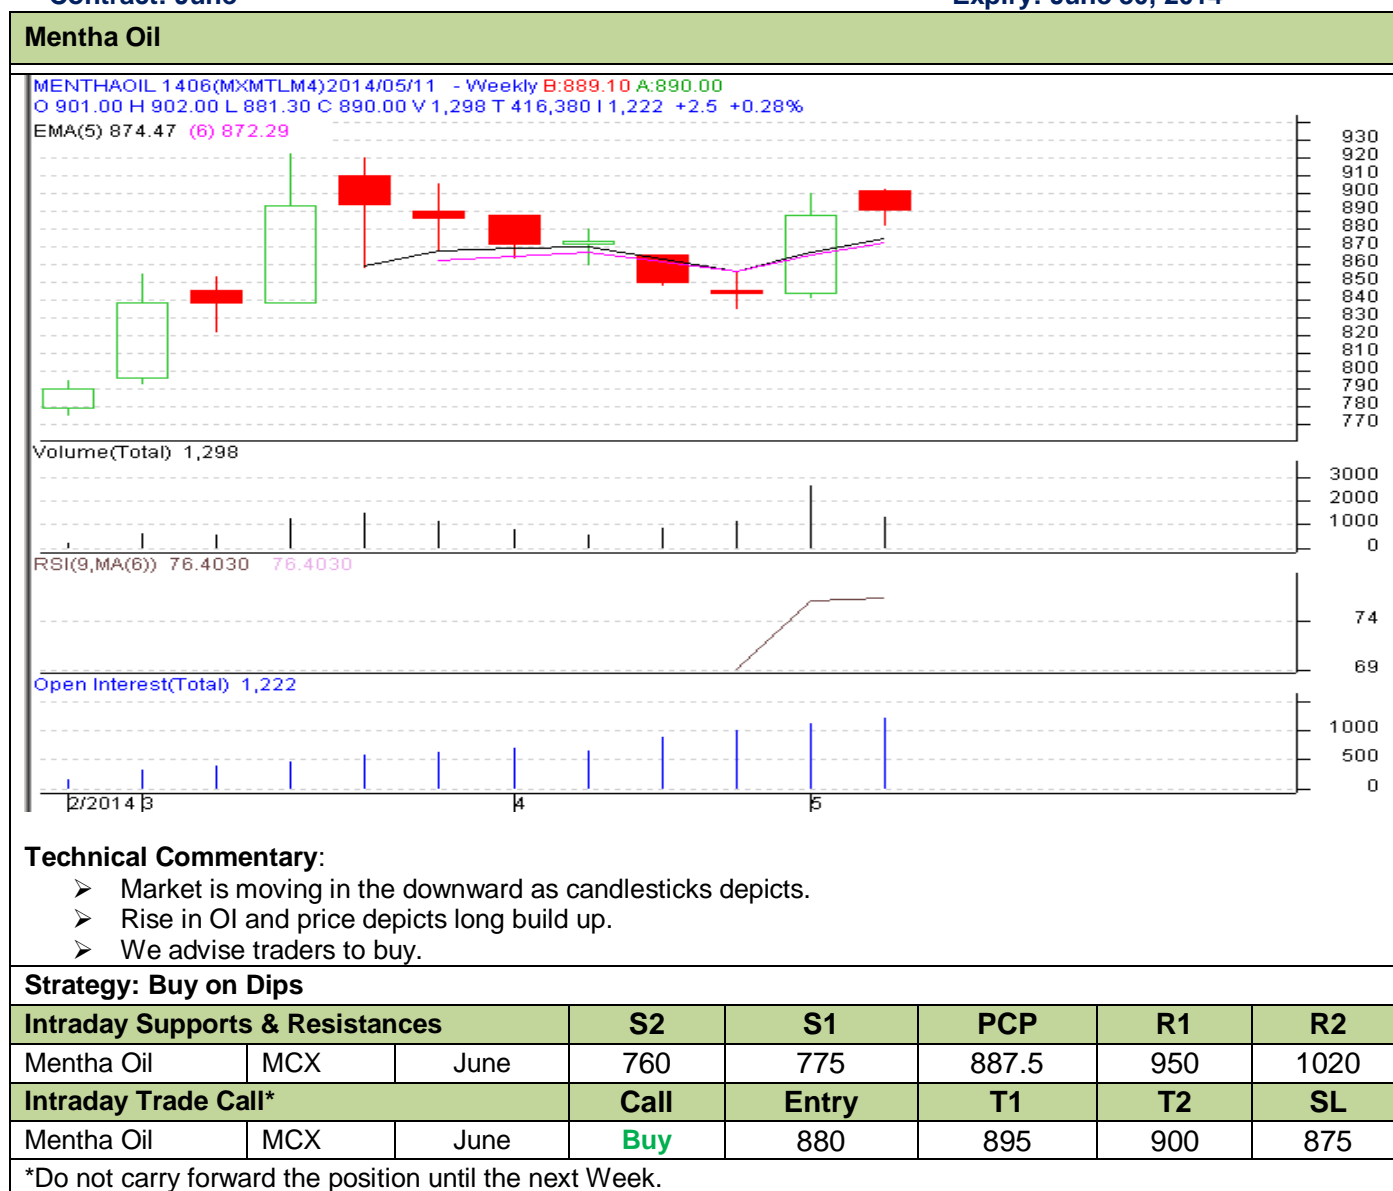 Contract: June Expiry: June 30, 2014
Mentha Oil
MENTHAOIL 1406(MXMTLM4)2014/05/11 - Weekly B:889.10 A:890.00
O 901.00 H 902.00 L 881.30 C 890.00 V 1,298 T 416,380 I 1,222 +2.5 +0.28%
EMA(5) 874.47 (6) 872.29
930
920
910
900
890
880
870
860
850
840
830
820
810
800
790
780
770
Volume(Total) 1,298
3000
2000
1000
0
RSI(9,MA(6)) 76.4030 76.4030
74
69
Open Interest(Total) 1,222
1000
500
0
2/2014 3 4 5
Technical Commentary:
➢ Market is moving in the downward as candlesticks depicts.
➢ Rise in OI and price depicts long build up.
➢ We advise traders to buy.
Strategy: Buy on Dips
Intraday Supports & Resistances S2 S1 PCP R1 R2
Mentha Oil MCX June 760 775 887.5 950 1020
Intraday Trade Call* Call Entry T1 T2 SL
Mentha Oil MCX June Buy 880 895 900 875
*Do not carry forward the position until the next Week.